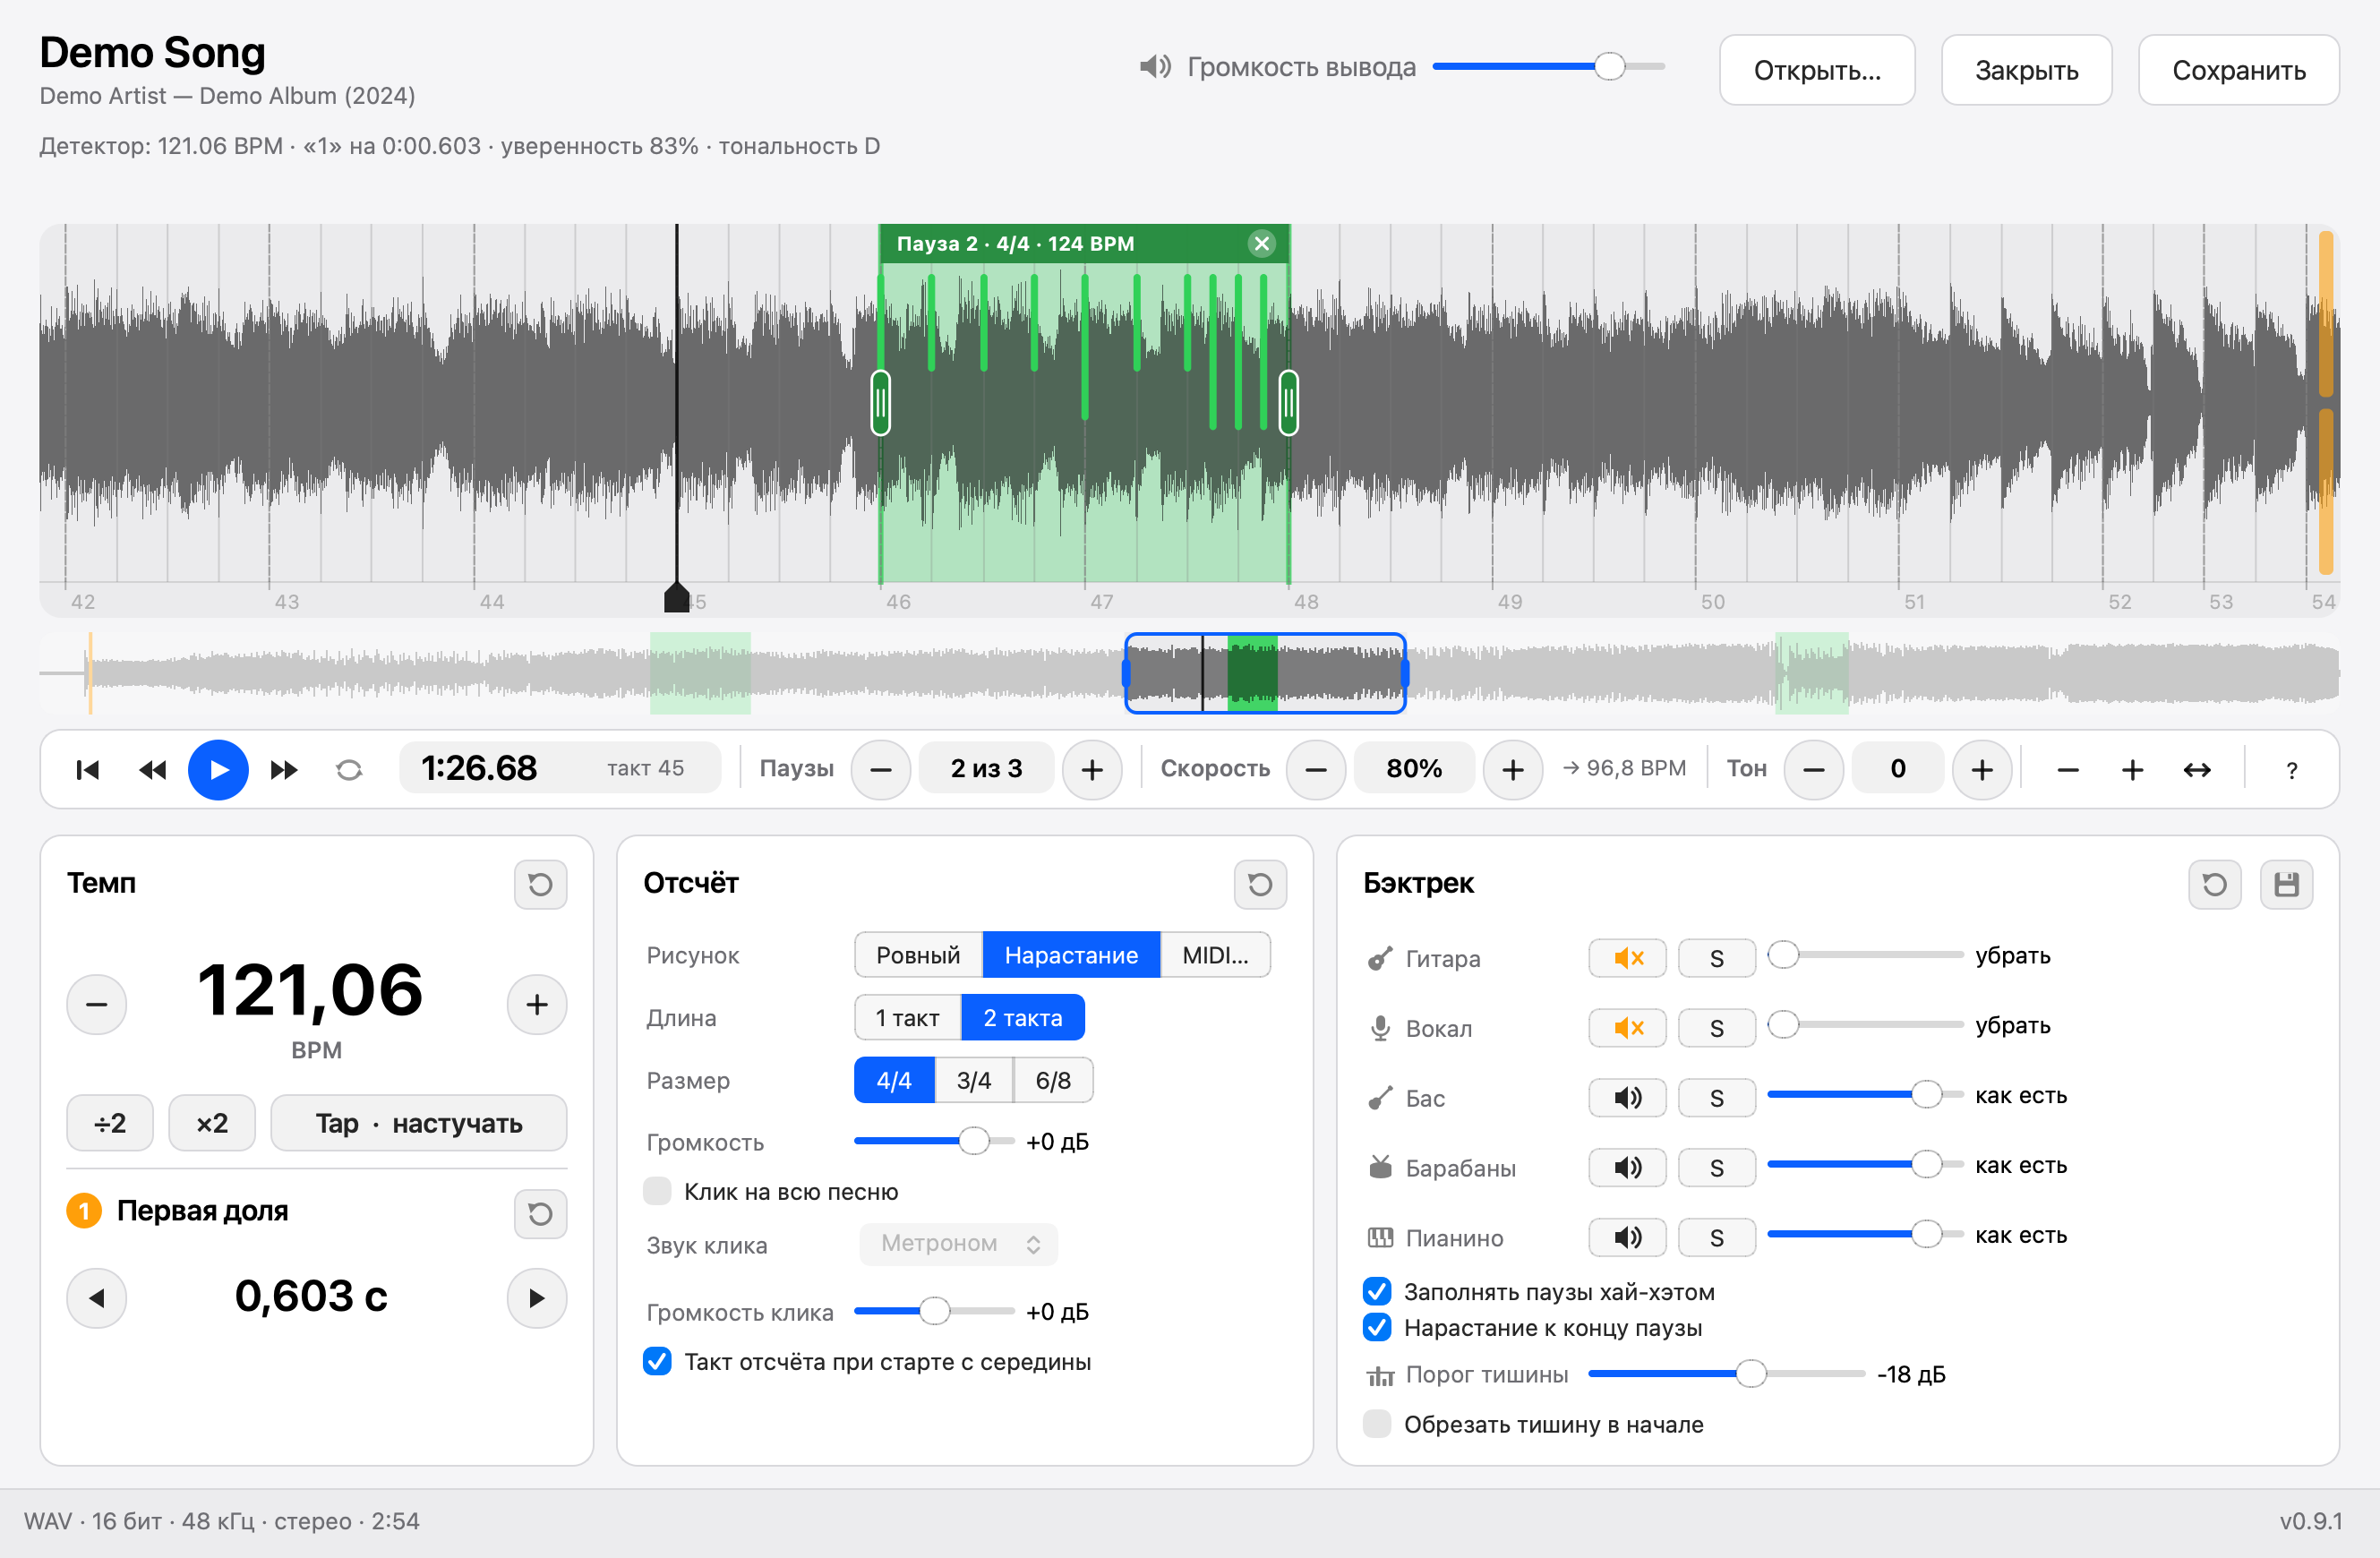 Demo Song
Demo Artist — Demo Album (2024)
Детектор: 121.06 BPM · «1» на 0:00.603 · уверенность 83% · тональность D
Громкость вывода
Открыть...
Закрыть
Сохранить
Пауза 2 · 4/4 · 124 BPM
42 43 44 45 46 47 48 49 50 51 52 53 54
1:26.68 такт 45 Паузы − 2 из 3 + Скорость − 80% + → 96,8 BPM Тон − 0 + − + ↔ ?
Темп
− 121,06 +
BPM
÷2 ×2 Tap · настучать
1 Первая доля
0,603 с
Отсчёт
Рисунок Ровный Нарастание MIDI...
Длина 1 такт 2 такта
Размер 4/4 3/4 6/8
Громкость +0 дБ
Клик на всю песню
Звук клика Метроном
Громкость клика +0 дБ
Такт отсчёта при старте с середины
Бэктрек
Гитара S убрать
Вокал S убрать
Бас S как есть
Барабаны S как есть
Пианино S как есть
Заполнять паузы хай-хэтом
Нарастание к концу паузы
Порог тишины -18 дБ
Обрезать тишину в начале
WAV · 16 бит · 48 кГц · стерео · 2:54
v0.9.1